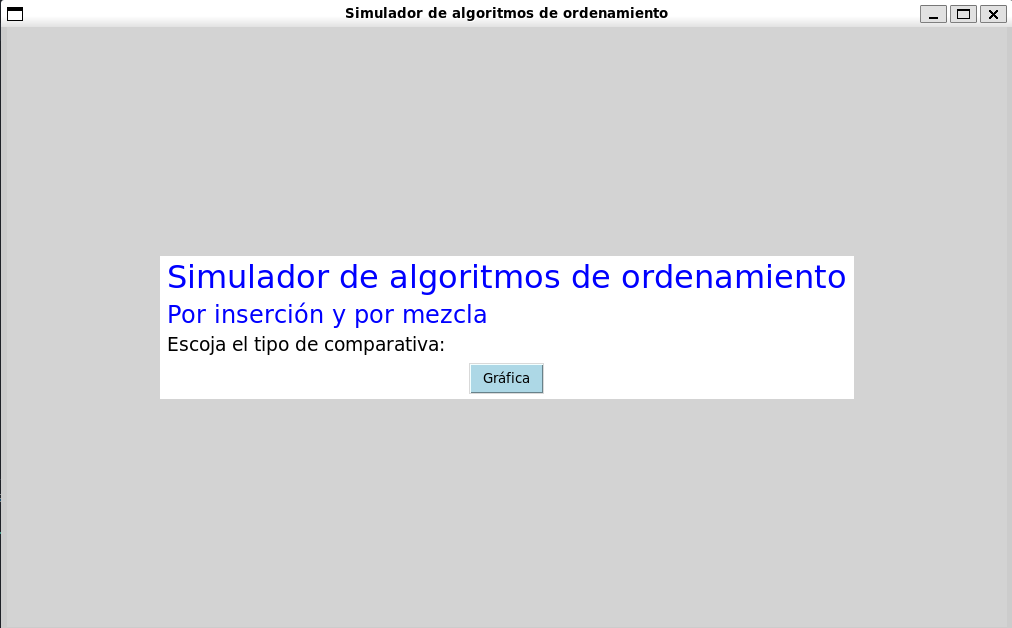 Simulador de algoritmos de ordenamiento
Simulador de algoritmos de ordenamiento
Por inserción y por mezcla
Escoja el tipo de comparativa:
Gráfica